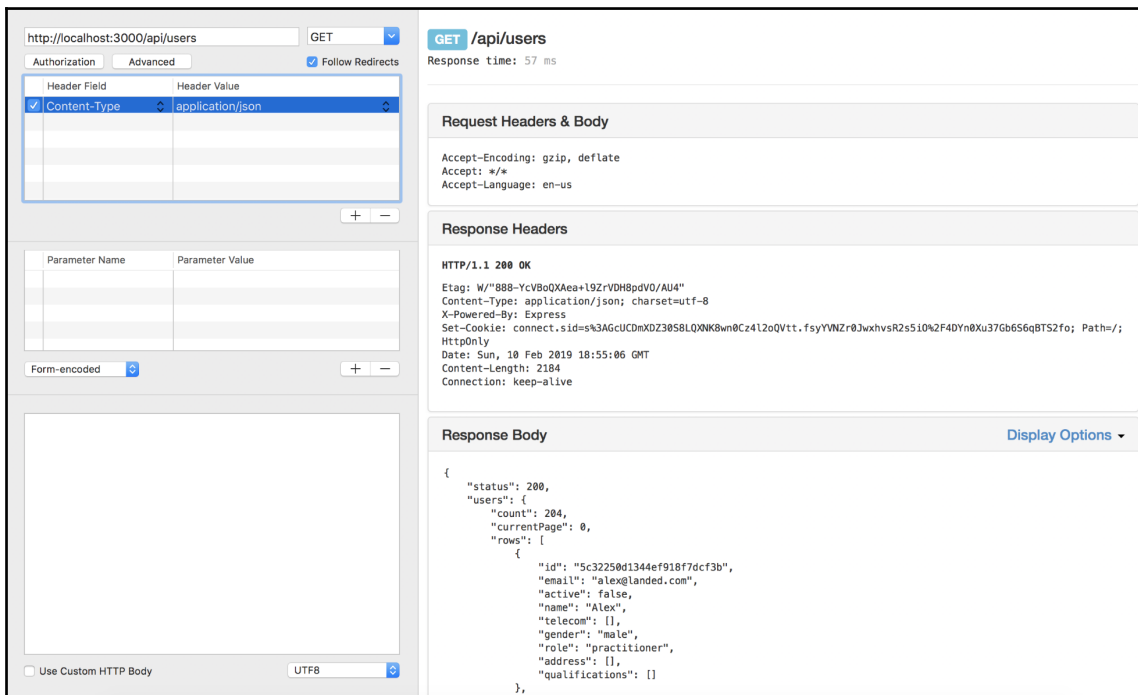 http://localhost:3000/api/users
GET
Authorization
Advanced
Follow Redirects
Header Field
Header Value
Content-Type
application/json
+
−
Parameter Name
Parameter Value
Form-encoded
+
−
Use Custom HTTP Body
UTF8
GET /api/users
Response time: 57 ms
Request Headers & Body
Accept-Encoding: gzip, deflate
Accept: */*
Accept-Language: en-us
Response Headers
HTTP/1.1 200 OK
Etag: W/"888-YcVBoQXAea+l9ZrVDH8pdVO/AU4"
Content-Type: application/json; charset=utf-8
X-Powered-By: Express
Set-Cookie: connect.sid=s%3AGcUCDmXDZ30S8LQXNK8wn0Cz4l2oQVtt.fsyYVNZr0JwxhvsR2s5iO%2F4DYn0Xu37Gb6S6qBTS2fo; Path=/;
HttpOnly
Date: Sun, 10 Feb 2019 18:55:06 GMT
Content-Length: 2184
Connection: keep-alive
Response Body
Display Options
{
"status": 200,
"users": {
"count": 204,
"currentPage": 0,
"rows": [
{
"id": "5c32250d1344ef918f7dcf3b",
"email": "alex@landed.com",
"active": false,
"name": "Alex",
"telecom": [],
"gender": "male",
"role": "practitioner",
"address": [],
"qualifications": []
},